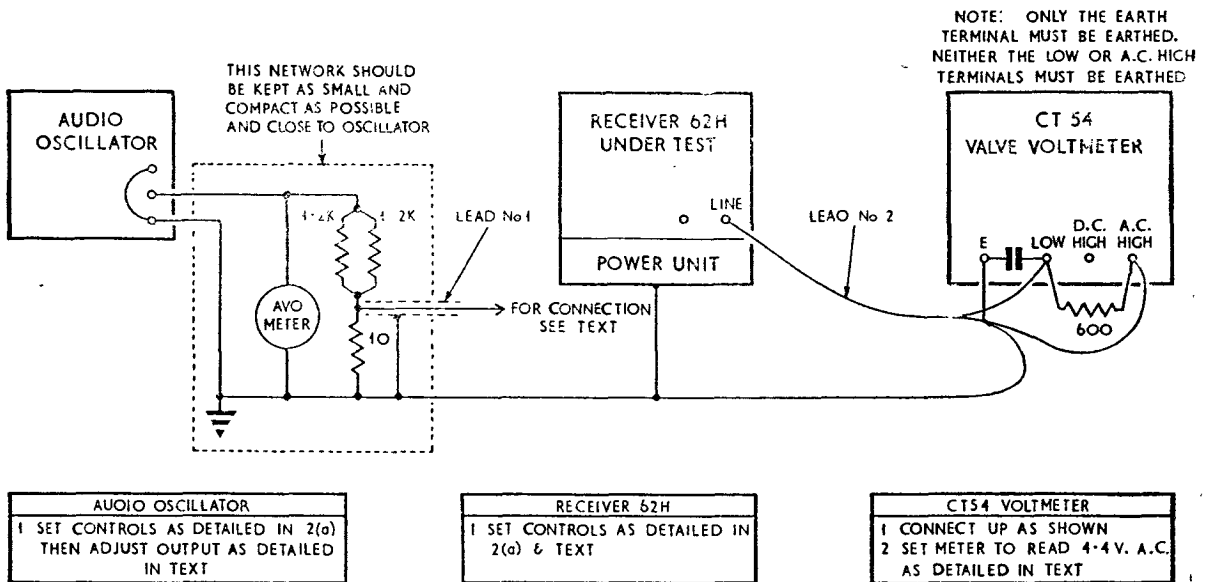 NOTE: ONLY THE EARTH
TERMINAL MUST BE EARTHED.
NEITHER THE LOW OR A.C. HIGH
TERMINALS MUST BE EARTHED
THIS NETWORK SHOULD
BE KEPT AS SMALL AND
COMPACT AS POSSIBLE
AND CLOSE TO OSCILLATOR
AUDIO
OSCILLATOR
RECEIVER 62H
UNDER TEST
LINE
POWER UNIT
CT 54
VALVE VOLTMETER
E
LOW
D.C.
HIGH
A.C.
HIGH
600
1·2K
1·2K
LEAD No 1
LEAO No 2
AVO
METER
10
FOR CONNECTION
SEE TEXT
AUOIO OSCILLATOR
1 SET CONTROLS AS DETAILED IN 2(a)
THEN ADJUST OUTPUT AS DETAILED
IN TEXT
RECEIVER 62H
1 SET CONTROLS AS DETAILED IN
2(a) & TEXT
CT54 VOLTMETER
1 CONNECT UP AS SHOWN
2 SET METER TO READ 4·4 V. A.C.
AS DETAILED IN TEXT